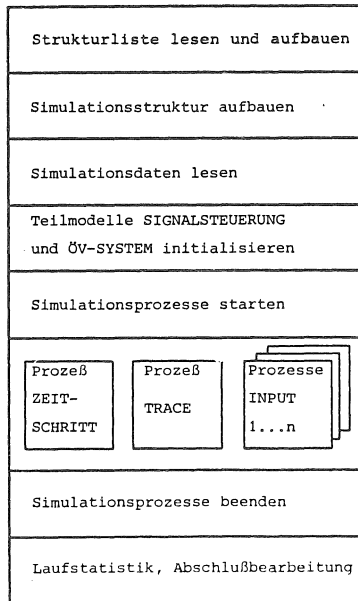 Strukturliste lesen und aufbauen
Simulationsstruktur aufbauen
Simulationsdaten lesen
Teilmodelle SIGNALSTEUERUNG
und ÖV-SYSTEM initialisieren
Simulationsprozesse starten
Prozeß
ZEIT-
SCHRITT
Prozeß
TRACE
Prozesse
INPUT
1...n
Simulationsprozesse beenden
Laufstatistik, Abschlußbearbeitung